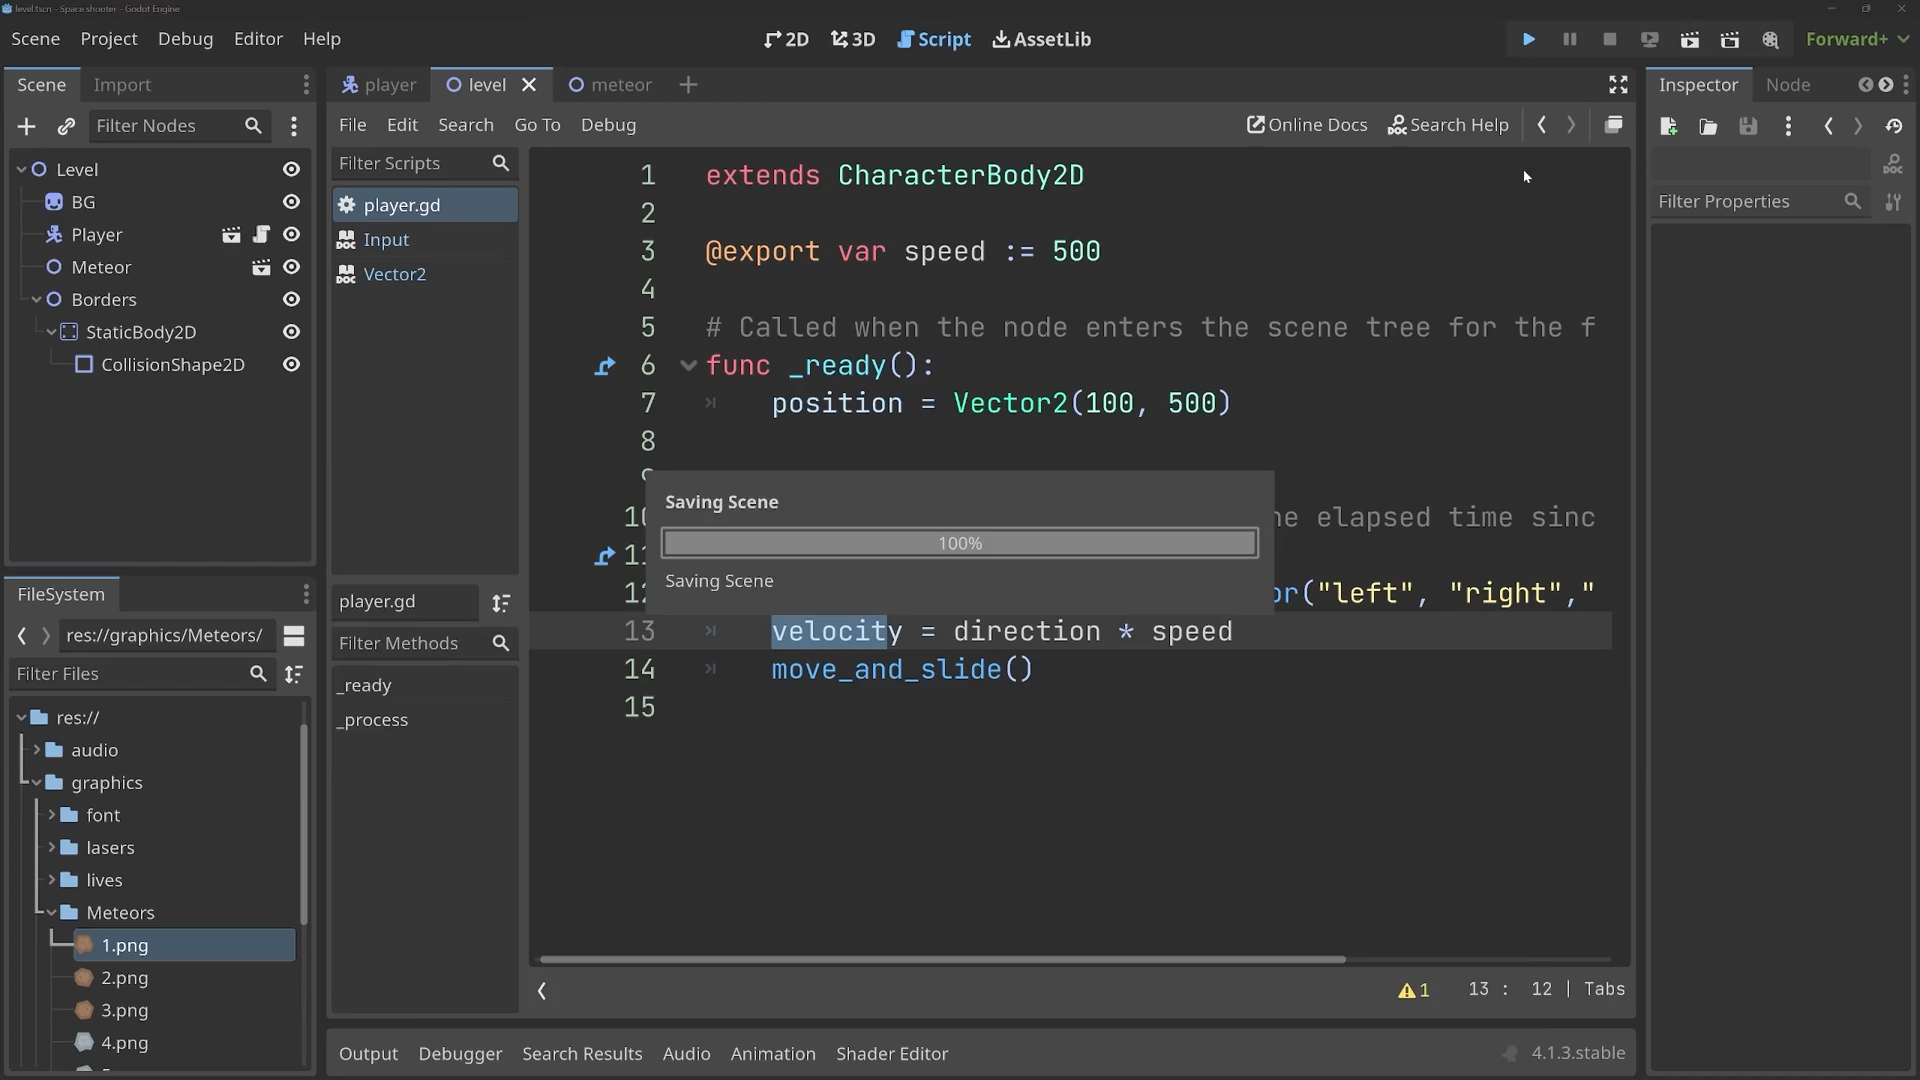 level.tscn - Space shooter - Godot Engine
Scene Project Debug Editor Help
2D 3D Script AssetLib
Forward+
Scene Import
Filter Nodes
Level
BG
Player
Meteor
Borders
StaticBody2D
CollisionShape2D
FileSystem
res://graphics/Meteors/
Filter Files
res://
audio
graphics
font
lasers
lives
Meteors
1.png
2.png
3.png
4.png
player level meteor
File Edit Search Go To Debug
Online Docs Search Help
Filter Scripts
player.gd
Input
Vector2
player.gd
Filter Methods
_ready
_process
1 extends CharacterBody2D
2
3 @export var speed := 500
4
5 # Called when the node enters the scene tree for the f
6 func _ready():
7 position = Vector2(100, 500)
8
10 he elapsed time sinc
11
12 or("left", "right","
13 velocity = direction * speed
14 move_and_slide()
15
Saving Scene
100%
Saving Scene
1 13 : 12 | Tabs
Output Debugger Search Results Audio Animation Shader Editor
4.1.3.stable
Inspector Node
Filter Properties